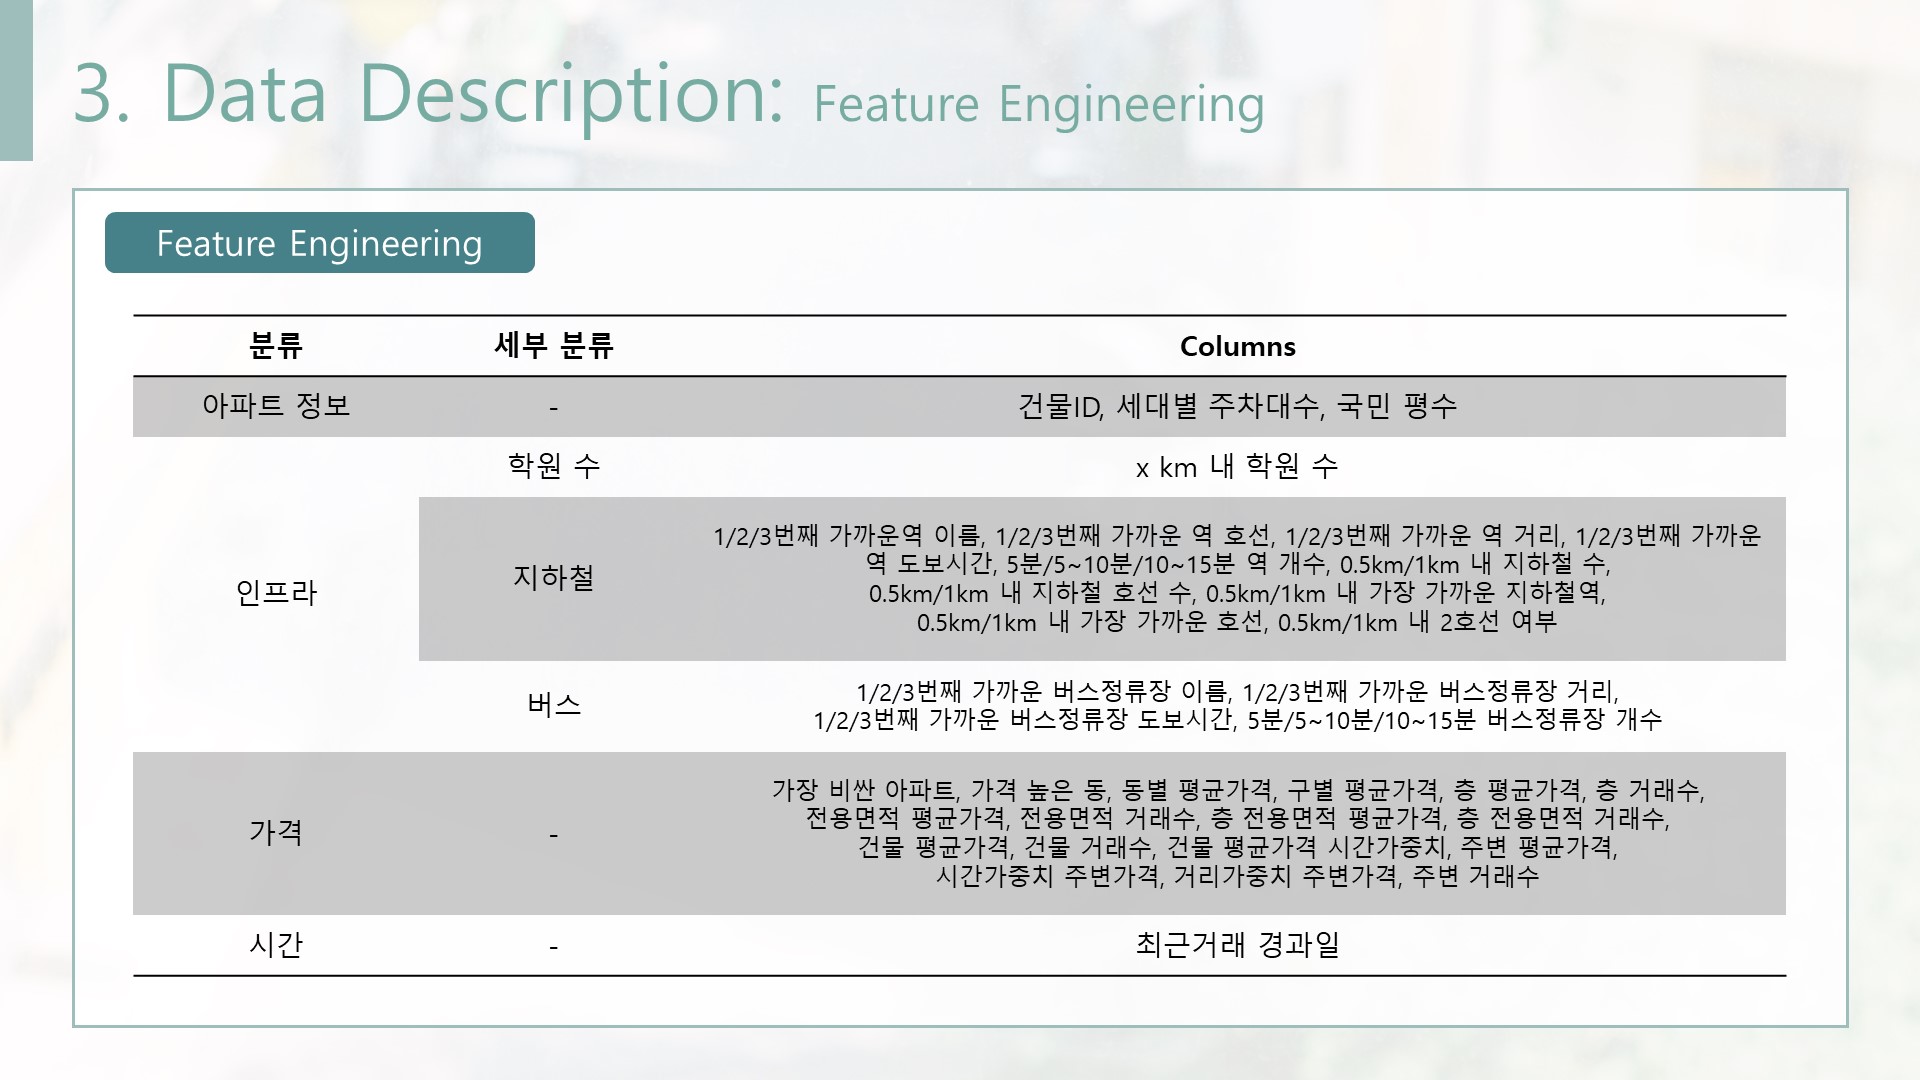 3. Data Description: Feature Engineering
Feature Engineering
분류 세부 분류 Columns
아파트 정보 - 건물ID, 세대별 주차대수, 국민 평수
인프라
학원 수 x km 내 학원 수
지하철
1/2/3번째 가까운역 이름, 1/2/3번째 가까운 역 호선, 1/2/3번째 가까운 역 거리, 1/2/3번째 가까운
역 도보시간, 5분/5~10분/10~15분 역 개수, 0.5km/1km 내 지하철 수,
0.5km/1km 내 지하철 호선 수, 0.5km/1km 내 가장 가까운 지하철역,
0.5km/1km 내 가장 가까운 호선, 0.5km/1km 내 2호선 여부
버스
1/2/3번째 가까운 버스정류장 이름, 1/2/3번째 가까운 버스정류장 거리,
1/2/3번째 가까운 버스정류장 도보시간, 5분/5~10분/10~15분 버스정류장 개수
가격 -
가장 비싼 아파트, 가격 높은 동, 동별 평균가격, 구별 평균가격, 층 평균가격, 층 거래수,
전용면적 평균가격, 전용면적 거래수, 층 전용면적 평균가격, 층 전용면적 거래수,
건물 평균가격, 건물 거래수, 건물 평균가격 시간가중치, 주변 평균가격,
시간가중치 주변가격, 거리가중치 주변가격, 주변 거래수
시간 - 최근거래 경과일